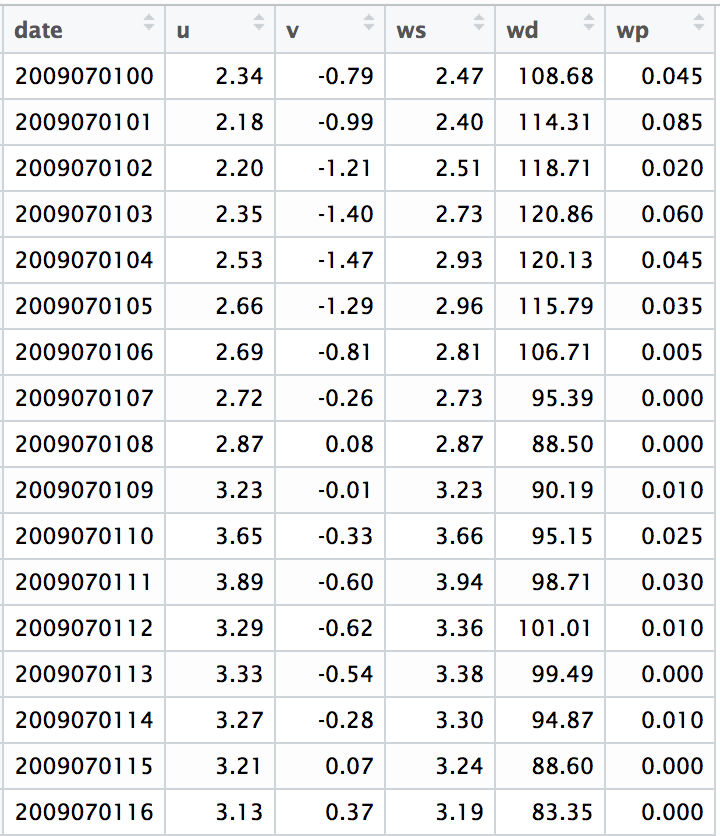 date u v ws wd wp
2009070100 2.34 -0.79 2.47 108.68 0.045
2009070101 2.18 -0.99 2.40 114.31 0.085
2009070102 2.20 -1.21 2.51 118.71 0.020
2009070103 2.35 -1.40 2.73 120.86 0.060
2009070104 2.53 -1.47 2.93 120.13 0.045
2009070105 2.66 -1.29 2.96 115.79 0.035
2009070106 2.69 -0.81 2.81 106.71 0.005
2009070107 2.72 -0.26 2.73 95.39 0.000
2009070108 2.87 0.08 2.87 88.50 0.000
2009070109 3.23 -0.01 3.23 90.19 0.010
2009070110 3.65 -0.33 3.66 95.15 0.025
2009070111 3.89 -0.60 3.94 98.71 0.030
2009070112 3.29 -0.62 3.36 101.01 0.010
2009070113 3.33 -0.54 3.38 99.49 0.000
2009070114 3.27 -0.28 3.30 94.87 0.010
2009070115 3.21 0.07 3.24 88.60 0.000
2009070116 3.13 0.37 3.19 83.35 0.000